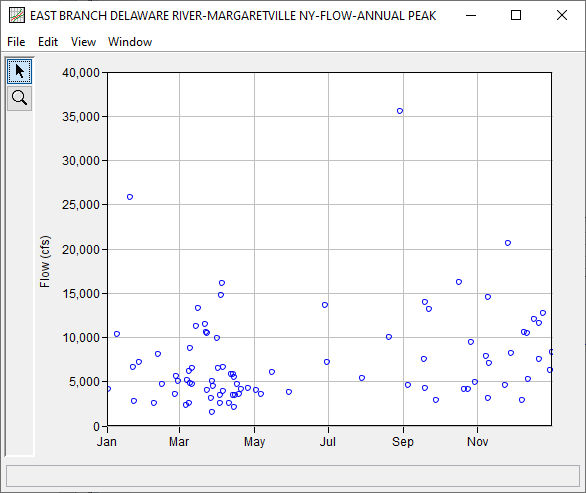 EAST BRANCH DELAWARE RIVER-MARGARETVILLE NY-FLOW-ANNUAL PEAK
File Edit View Window
40,000
35,000
30,000
25,000
20,000
15,000
10,000
5,000
0
Flow (cfs)
Jan Mar May Jul Sep Nov